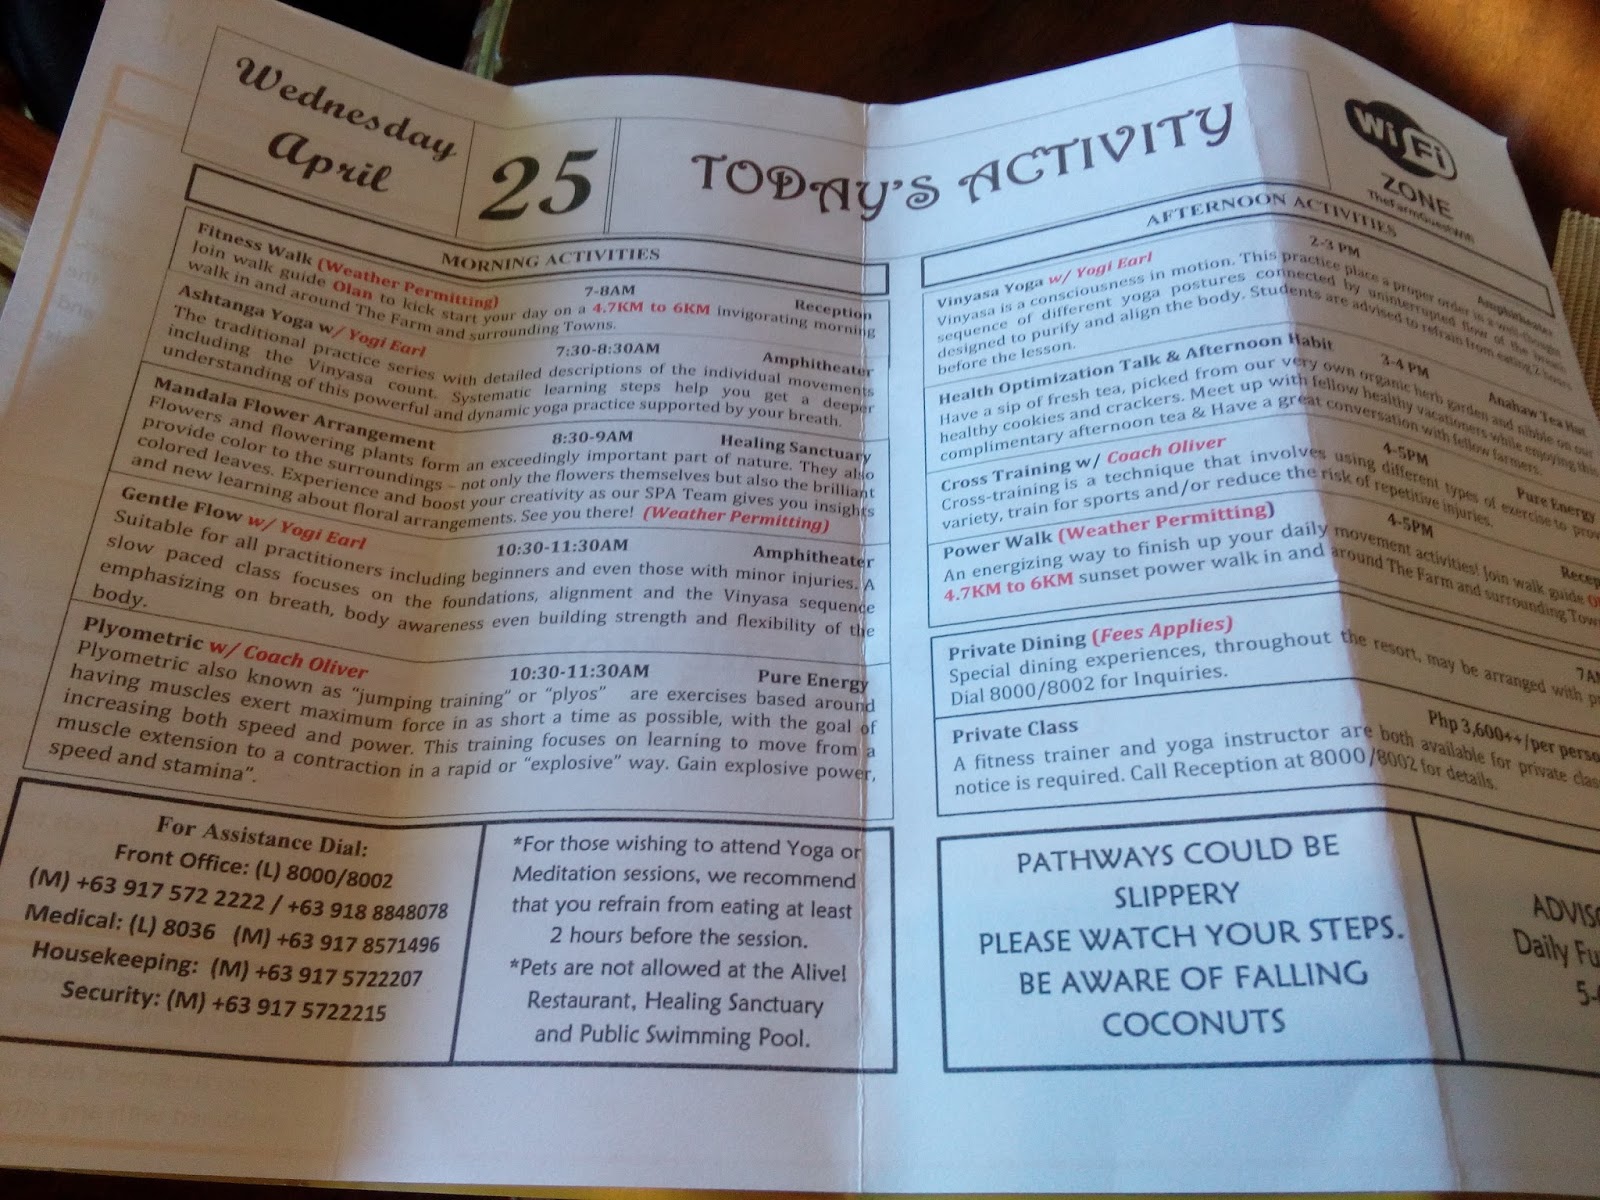 Wednesday
April
25
TODAY'S ACTIVITY
WiFi
ZONE
TheFarmGuestWifi
MORNING ACTIVITIES
Fitness Walk (Weather Permitting) 7-8AM Reception
Join walk guide Olan to kick start your day on a 4.7KM to 6KM invigorating morning
walk in and around The Farm and surrounding Towns.
Ashtanga Yoga w/ Yogi Earl 7:30-8:30AM Amphitheater
The traditional practice series with detailed descriptions of the individual movements
including the Vinyasa count. Systematic learning steps help you get a deeper
understanding of this powerful and dynamic yoga practice supported by your breath.
Mandala Flower Arrangement 8:30-9AM Healing Sanctuary
Flowers and flowering plants form an exceedingly important part of nature. They also
provide color to the surroundings – not only the flowers themselves but also the brilliant
colored leaves. Experience and boost your creativity as our SPA Team gives you insights
and new learning about floral arrangements. See you there! (Weather Permitting)
Gentle Flow w/ Yogi Earl 10:30-11:30AM Amphitheater
Suitable for all practitioners including beginners and even those with minor injuries. A
slow paced class focuses on the foundations, alignment and the Vinyasa sequence
emphasizing on breath, body awareness even building strength and flexibility of the
body.
Plyometric w/ Coach Oliver 10:30-11:30AM Pure Energy
Plyometric also known as "jumping training" or "plyos" are exercises based around
having muscles exert maximum force in as short a time as possible, with the goal of
increasing both speed and power. This training focuses on learning to move from a
muscle extension to a contraction in a rapid or "explosive" way. Gain explosive power,
speed and stamina".
AFTERNOON ACTIVITIES
Vinyasa Yoga w/ Yogi Earl 2-3 PM Amphitheater
Vinyasa is a consciousness in motion. This practice place a proper order in a well-thought
sequence of different yoga postures connected by uninterrupted flow of the breath
designed to purify and align the body. Students are advised to refrain from eating 2 hours
before the lesson.
Health Optimization Talk & Afternoon Habit 3-4 PM Anahaw Tea Hut
Have a sip of fresh tea, picked from our very own organic herb garden and nibble on our
healthy cookies and crackers. Meet up with fellow healthy vacationers while enjoying this
complimentary afternoon tea & Have a great conversation with fellow farmers.
Cross Training w/ Coach Oliver 4-5PM Pure Energy
Cross-training is a technique that involves using different types of exercise to prov
variety, train for sports and/or reduce the risk of repetitive injuries.
Power Walk (Weather Permitting) 4-5PM Recep
An energizing way to finish up your daily movement activities! Join walk guide O
4.7KM to 6KM sunset power walk in and around The Farm and surrounding Tow
Private Dining (Fees Applies) 7A
Special dining experiences, throughout the resort, may be arranged with p
Dial 8000/8002 for Inquiries.
Private Class Php 3,600++/per perso
A fitness trainer and yoga instructor are both available for private clas
notice is required. Call Reception at 8000/8002 for details.
For Assistance Dial:
Front Office: (L) 8000/8002
(M) +63 917 572 2222 / +63 918 8848078
Medical: (L) 8036 (M) +63 917 8571496
Housekeeping: (M) +63 917 5722207
Security: (M) +63 917 5722215
*For those wishing to attend Yoga or
Meditation sessions, we recommend
that you refrain from eating at least
2 hours before the session.
*Pets are not allowed at the Alive!
Restaurant, Healing Sanctuary
and Public Swimming Pool.
PATHWAYS COULD BE
SLIPPERY
PLEASE WATCH YOUR STEPS.
BE AWARE OF FALLING
COCONUTS
ADVIS
Daily Fu
5-